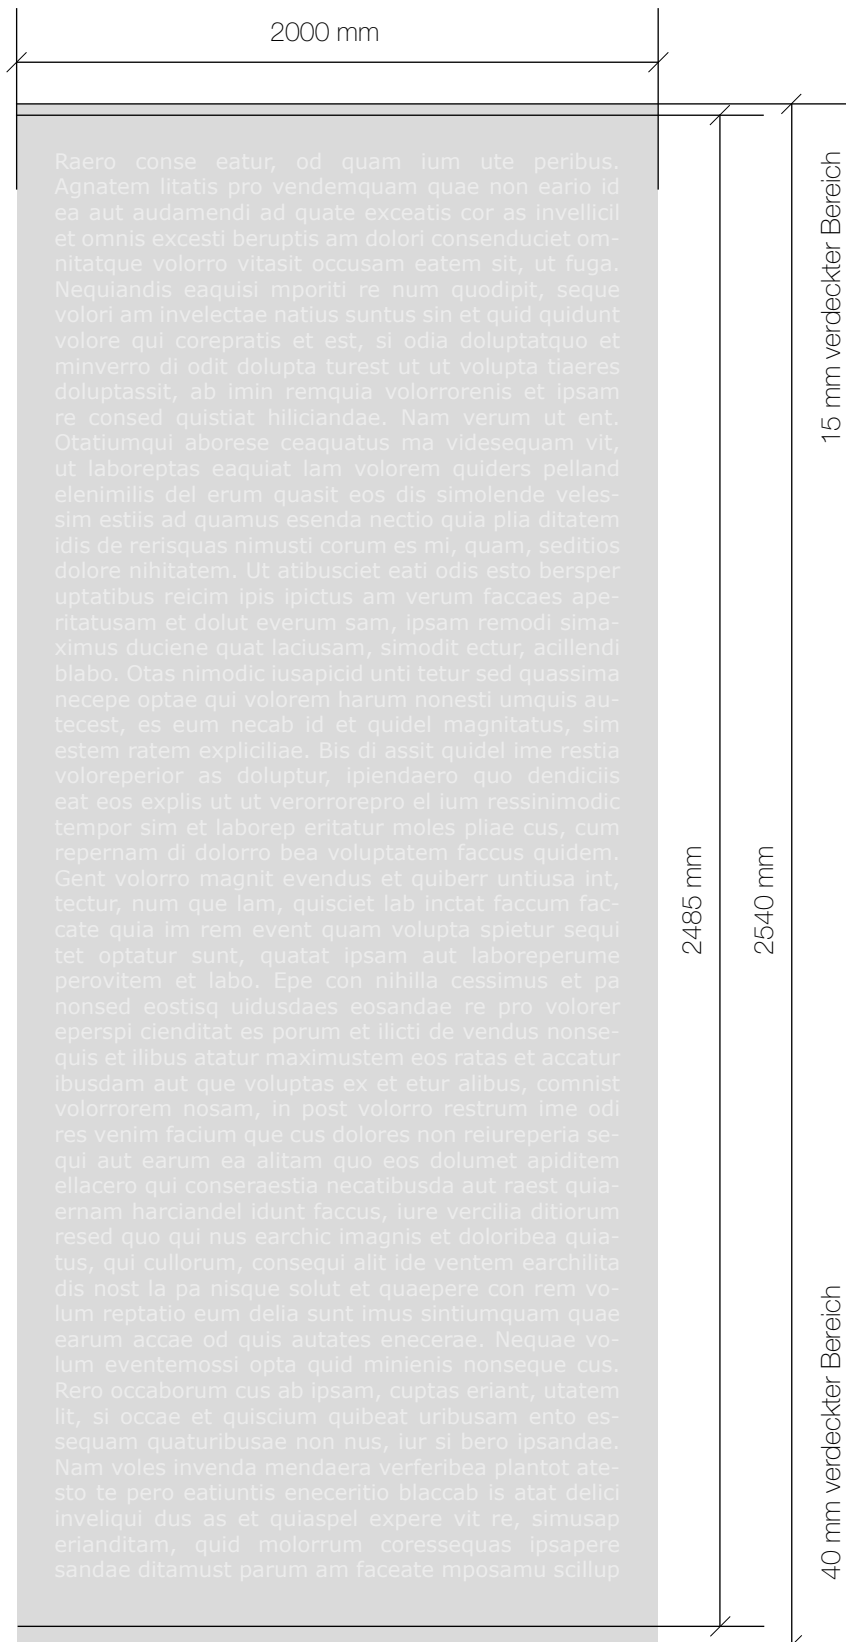 2000 mm
15 mm verdeckter Bereich
Raero conse eatur, od quam ium ute peribus.
Agnatem litatis pro vendemquam quae non eario id
ea aut audamendi ad quate exceatis cor as invellicil
et omnis excesti beruptis am dolori consenduciet om-
nitatque volorro vitasit occusam eatem sit, ut fuga.
Nequiandis eaquisi mporiti re num quodipit, seque
volori am invelectae natius suntus sin et quid quidunt
volore qui corepratis et est, si odia doluptatquo et
minverro di odit dolupta turest ut ut volupta tiaeres
doluptassit, ab imin remquia volorrorenis et ipsam
re consed quistiat hiliciandae. Nam verum ut ent.
Otatiumqui aborese ceaquatus ma videsequam vit,
ut laboreptas eaquiat lam volorem quiders pelland
elenimilis del erum quasit eos dis simolende veles-
sim estiis ad quamus esenda nectio quia plia ditatem
idis de rerisquas nimusti corum es mi, quam, seditios
dolore nihitatem. Ut atibusciet eati odis esto bersper
uptatibus reicim ipis ipictus am verum faccaes ape-
ritatusam et dolut everum sam, ipsam remodi sima-
ximus duciene quat laciusam, simodit ectur, acillendi
blabo. Otas nimodic iusapicid unti tetur sed quassima
necepe optae qui volorem harum nonesti umquis au-
tecest, es eum necab id et quidel magnitatus, sim
estem ratem expliciliae. Bis di assit quidel ime restia
voloreperior as doluptur, ipiendaero quo dendiciis
eat eos explis ut ut verorrorepro el ium ressinimodic
tempor sim et laborep eritatur moles pliae cus, cum
repernam di dolorro bea voluptatem faccus quidem.
Gent volorro magnit evendus et quiberr untiusa int,
tectur, num que lam, quisciet lab inctat faccum fac-
eate quia im rem event quam volupta spietur sequi
tet optatur sunt, quatat ipsam aut laboreperume
perovitem et labo. Epe con nihilla cessimus et pa
nonsed eostisq uidusdaes eosandae re pro volorer
eperspi cienditat es porum et ilicti de vendus nonse-
quis et ilibus atatur maximustem eos ratas et accatur
ibusdam aut que voluptas ex et etur alibus, comnist
volorrorem nosam, in post volorro restrum ime odi
res venim facium que cus dolores non reiureperia se-
qui aut earum ea alitam quo eos dolumet apiditem
ellacero qui conseraestia necatibusda aut raest quia-
ernam harciandel idunt faccus, iure vercilia ditiorum
resed quo qui nus earchic imagnis et doloribea quia-
tus, qui cullorum, consequi alit ide ventem earchilita
dis nost la pa nisque solut et quaepere con rem vo-
lum reptatio eum delia sunt imus sintiumquam quae
earum accae od quis autates enecerae. Nequae vo-
lum eventemossi opta quid minienis nonseque cus.
Rero occaborum cus ab ipsam, cuptas eriant, utatem
lit, si occae et quiscium quibeat uribusam ento es-
sequam quaturibusae non nus, iur si bero ipsandae.
Nam voles invenda mendaera verferibea plantot ate-
sto te pero eatiuntis eneceritio blaccab is atat delici
inveliqui dus as et quiaspel expere vit re, simusap
erianditam, quid molorrum coressequas ipsapere
sandae ditamust parum am faceate mposamu scillup
2485 mm
2540 mm
40 mm verdeckter Bereich